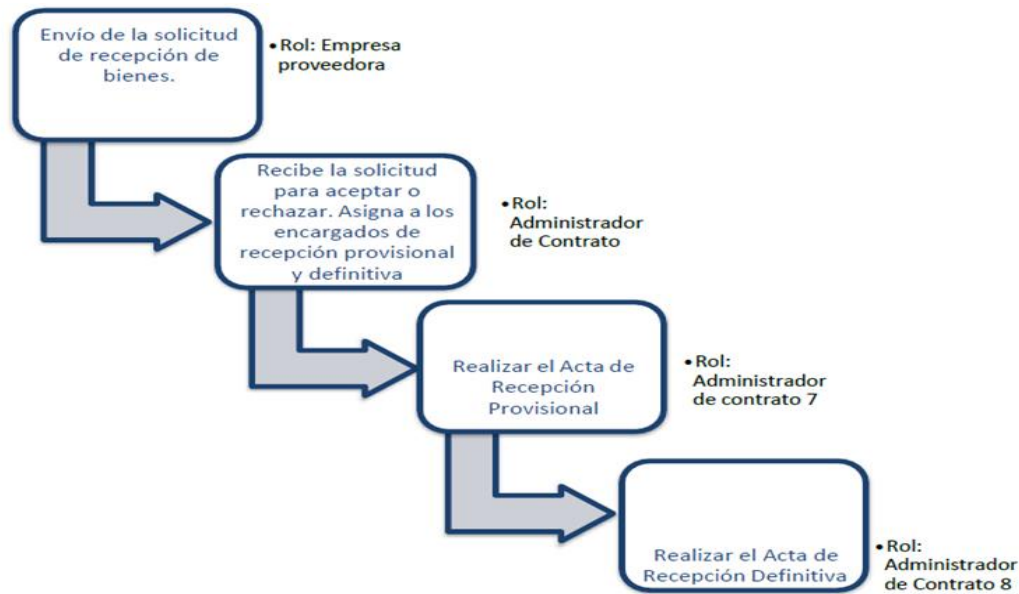 Envío de la solicitud
de recepción de
bienes.
• Rol: Empresa
proveedora
Recibe la solicitud
para aceptar o
rechazar. Asigna a los
encargados de
recepción provisional
y definitiva
• Rol:
Administrador
de Contrato
Realizar el Acta de
Recepción
Provisional
• Rol:
Administrador
de contrato 7
Realizar el Acta de
Recepción Definitiva
• Rol:
Administrador
de Contrato 8